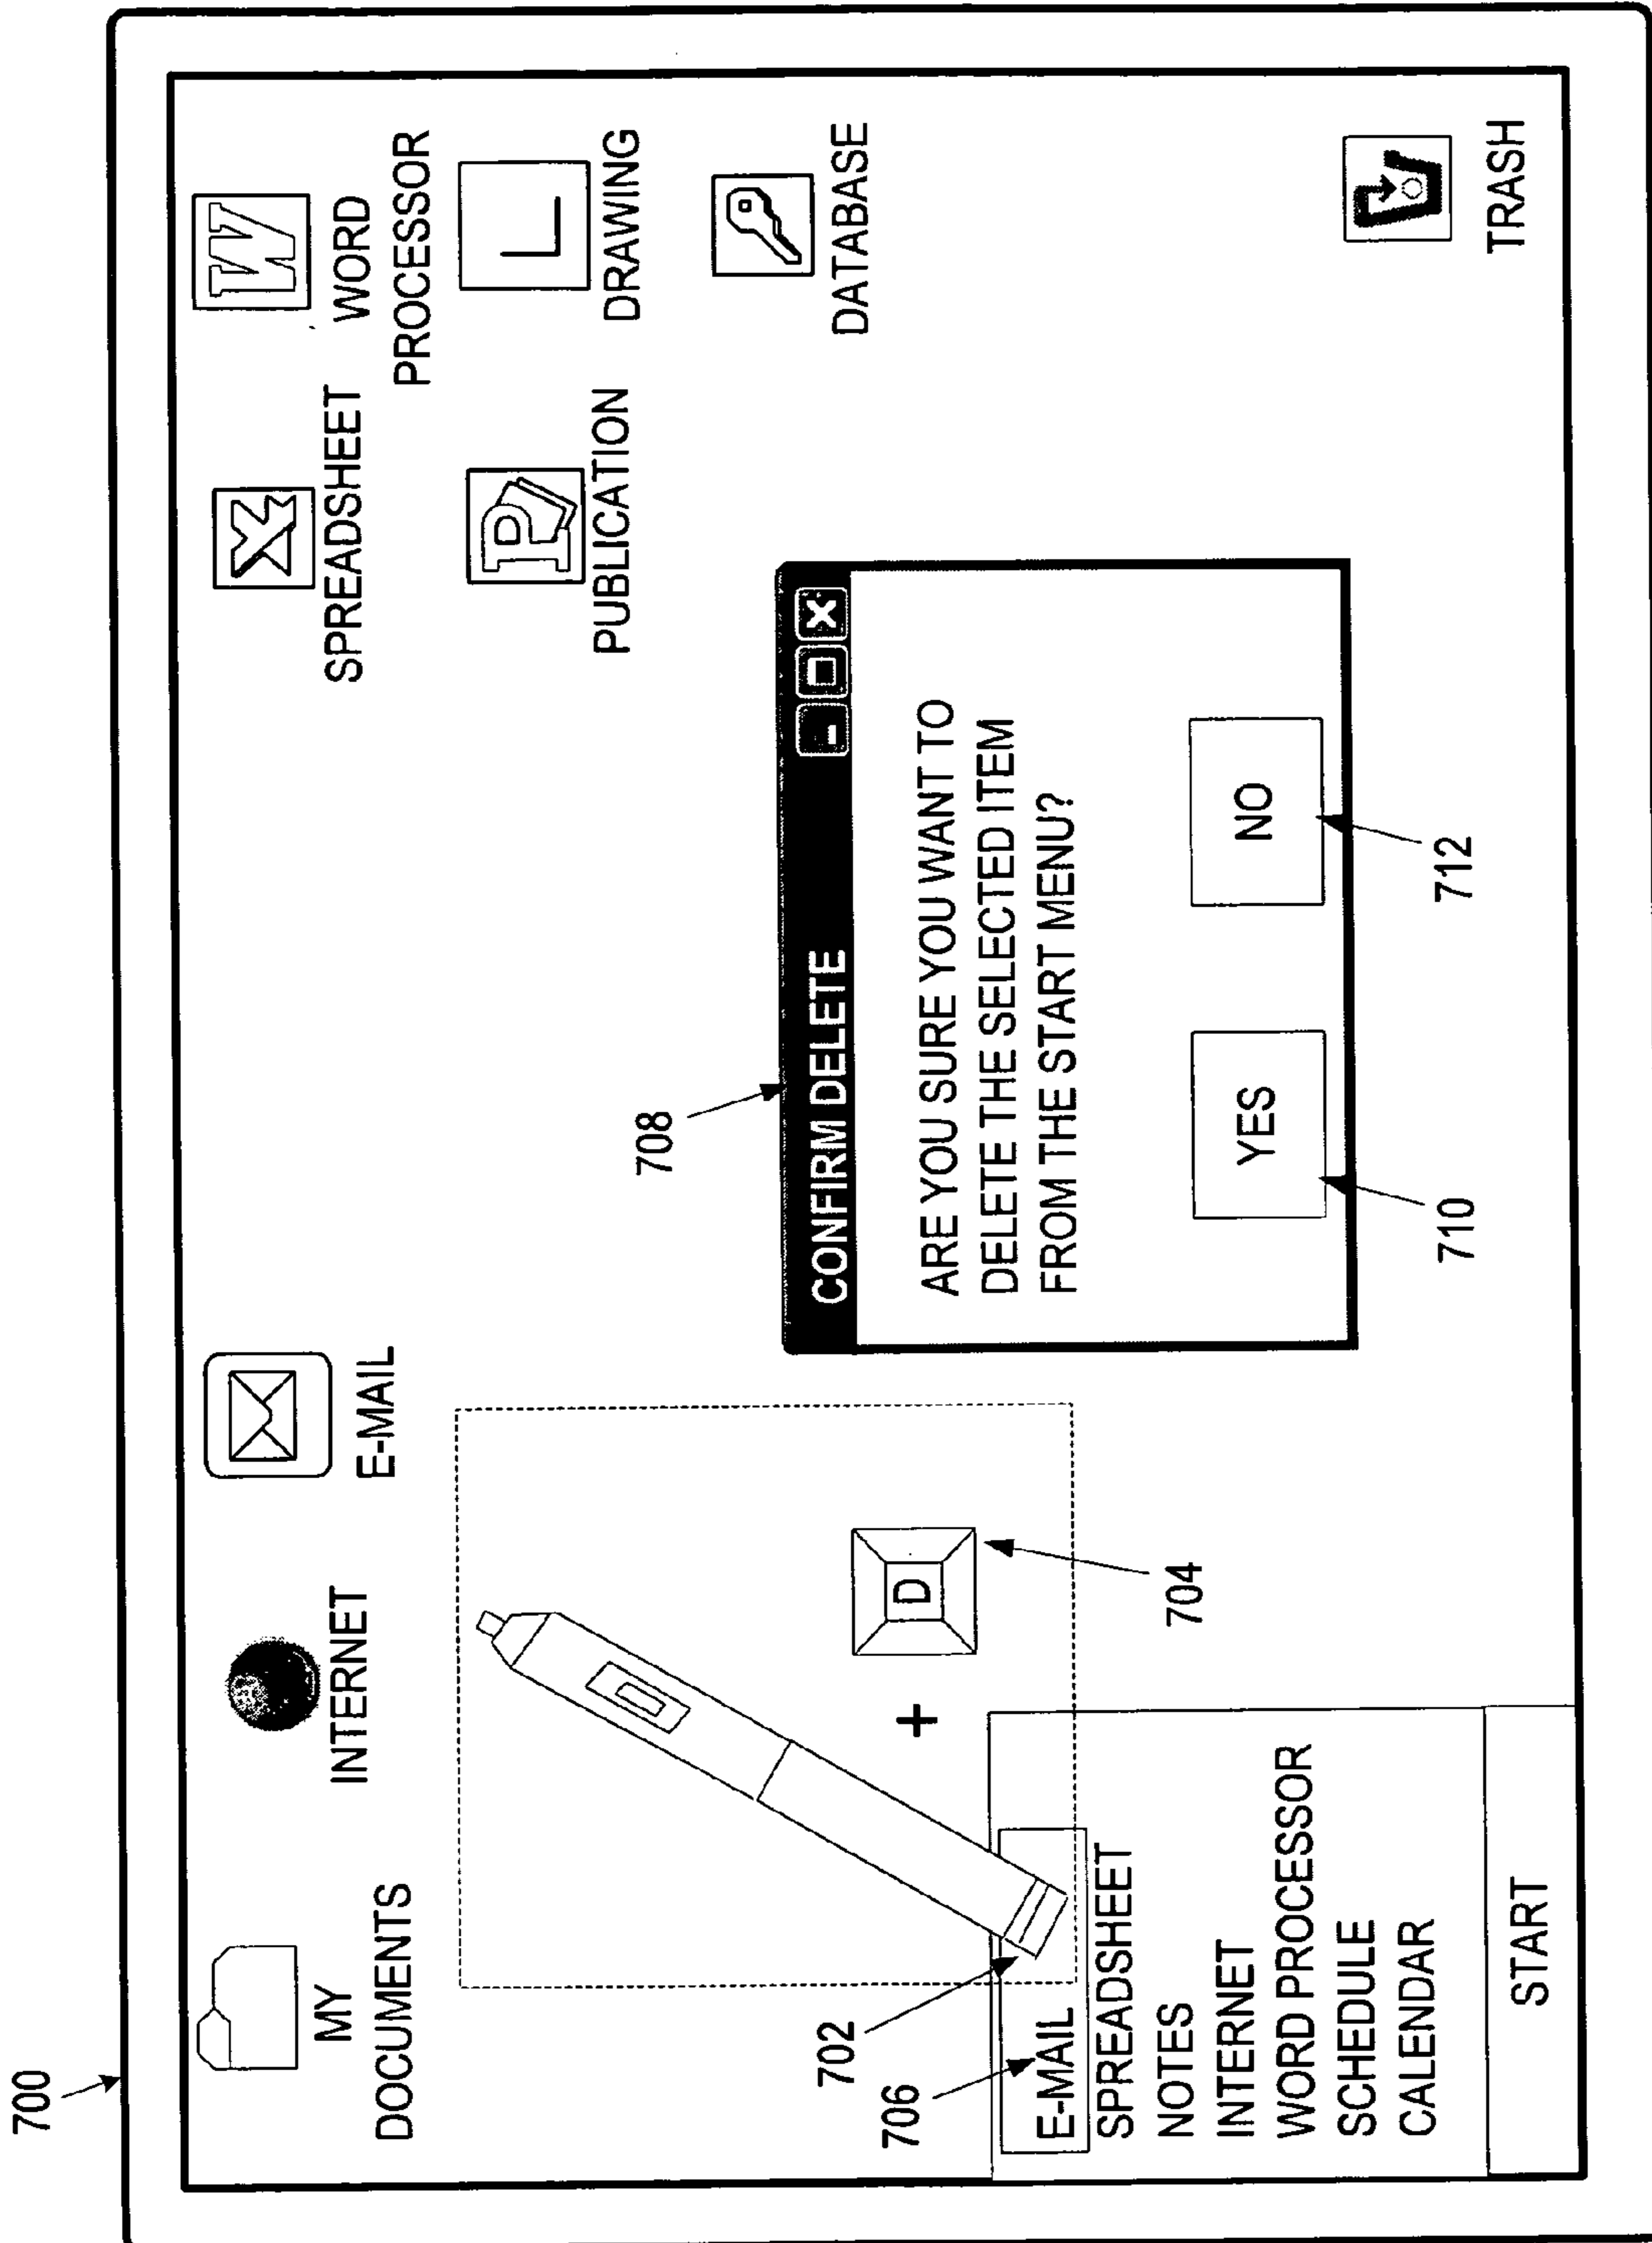 700
MY
DOCUMENTS
INTERNET
E-MAIL
X
SPREADSHEET
W
WORD
PROCESSOR
P
PUBLICATION
L
DRAWING
DATABASE
TRASH
702
706
+
D
704
E-MAIL
SPREADSHEET
NOTES
INTERNET
WORD PROCESSOR
SCHEDULE
CALENDAR
START
708
CONFIRM DELETE
ARE YOU SURE YOU WANT TO
DELETE THE SELECTED ITEM
FROM THE START MENU?
YES
NO
710
712